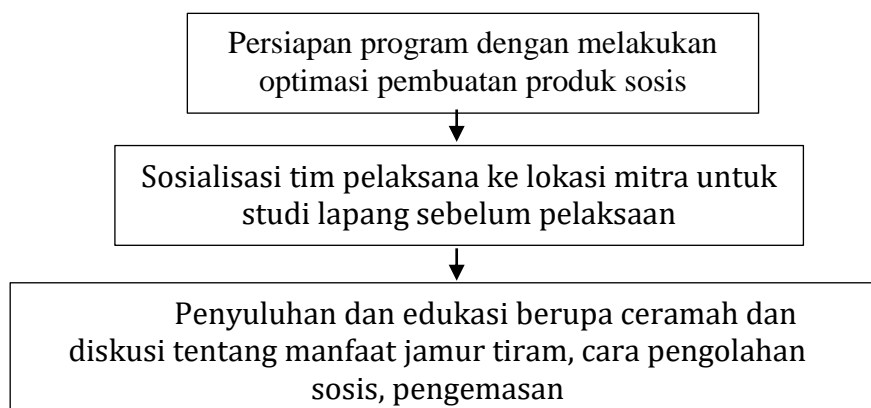 Persiapan program dengan melakukan
optimasi pembuatan produk sosis
Sosialisasi tim pelaksana ke lokasi mitra untuk
studi lapang sebelum pelaksaan
Penyuluhan dan edukasi berupa ceramah dan
diskusi tentang manfaat jamur tiram, cara pengolahan
sosis, pengemasan